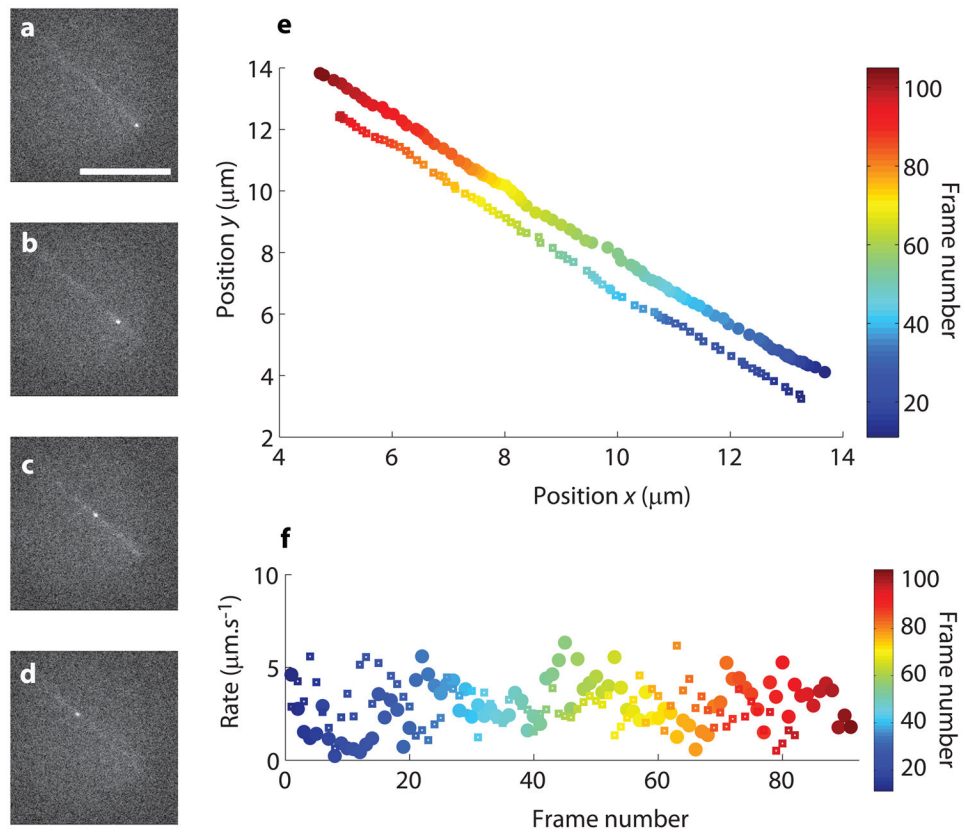 a
b
c
d
e
14
12
10
8
6
4
2
4 6 8 10 12 14
Position y (μm)
Position x (μm)
100
80
60
40
20
Frame number
f
10
5
0
0 20 40 60 80
Rate (μm.s⁻¹)
Frame number
100
80
60
40
20
Frame number